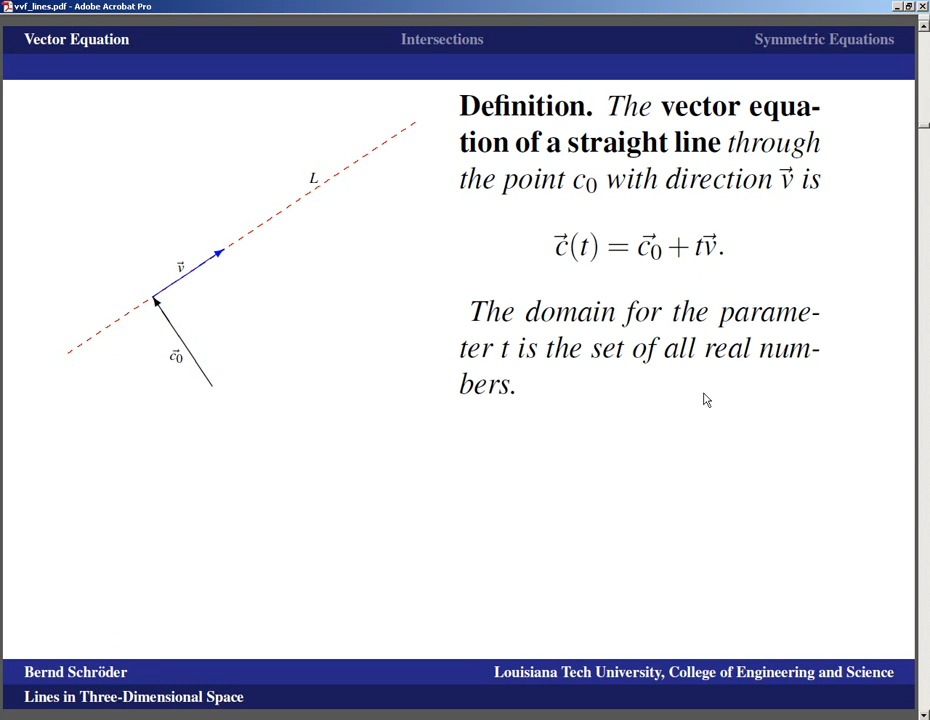 vvf_lines.pdf - Adobe Acrobat Pro
Vector Equation Intersections Symmetric Equations
Definition. The vector equa-
tion of a straight line through
the point c₀ with direction v⃗ is
c⃗(t) = c⃗₀ + tv⃗.
The domain for the parame-
ter t is the set of all real num-
bers.
L
v⃗
c⃗₀
Bernd Schröder Louisiana Tech University, College of Engineering and Science
Lines in Three-Dimensional Space